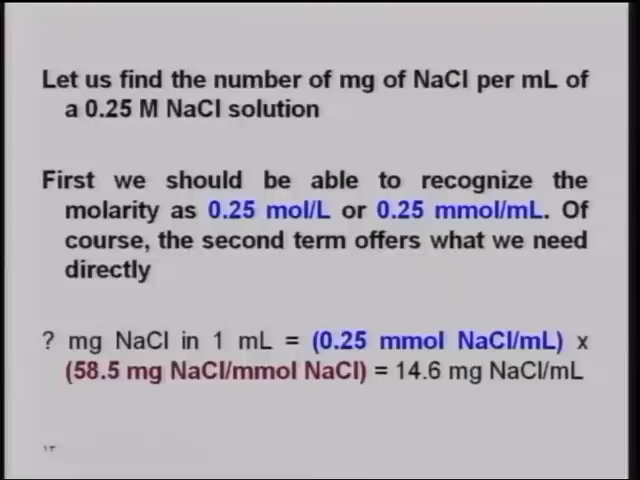 Let us find the number of mg of NaCl per mL of
a 0.25 M NaCl solution
First we should be able to recognize the
molarity as 0.25 mol/L or 0.25 mmol/mL. Of
course, the second term offers what we need
directly
? mg NaCl in 1 mL = (0.25 mmol NaCl/mL) x
(58.5 mg NaCl/mmol NaCl) = 14.6 mg NaCl/mL
١٣